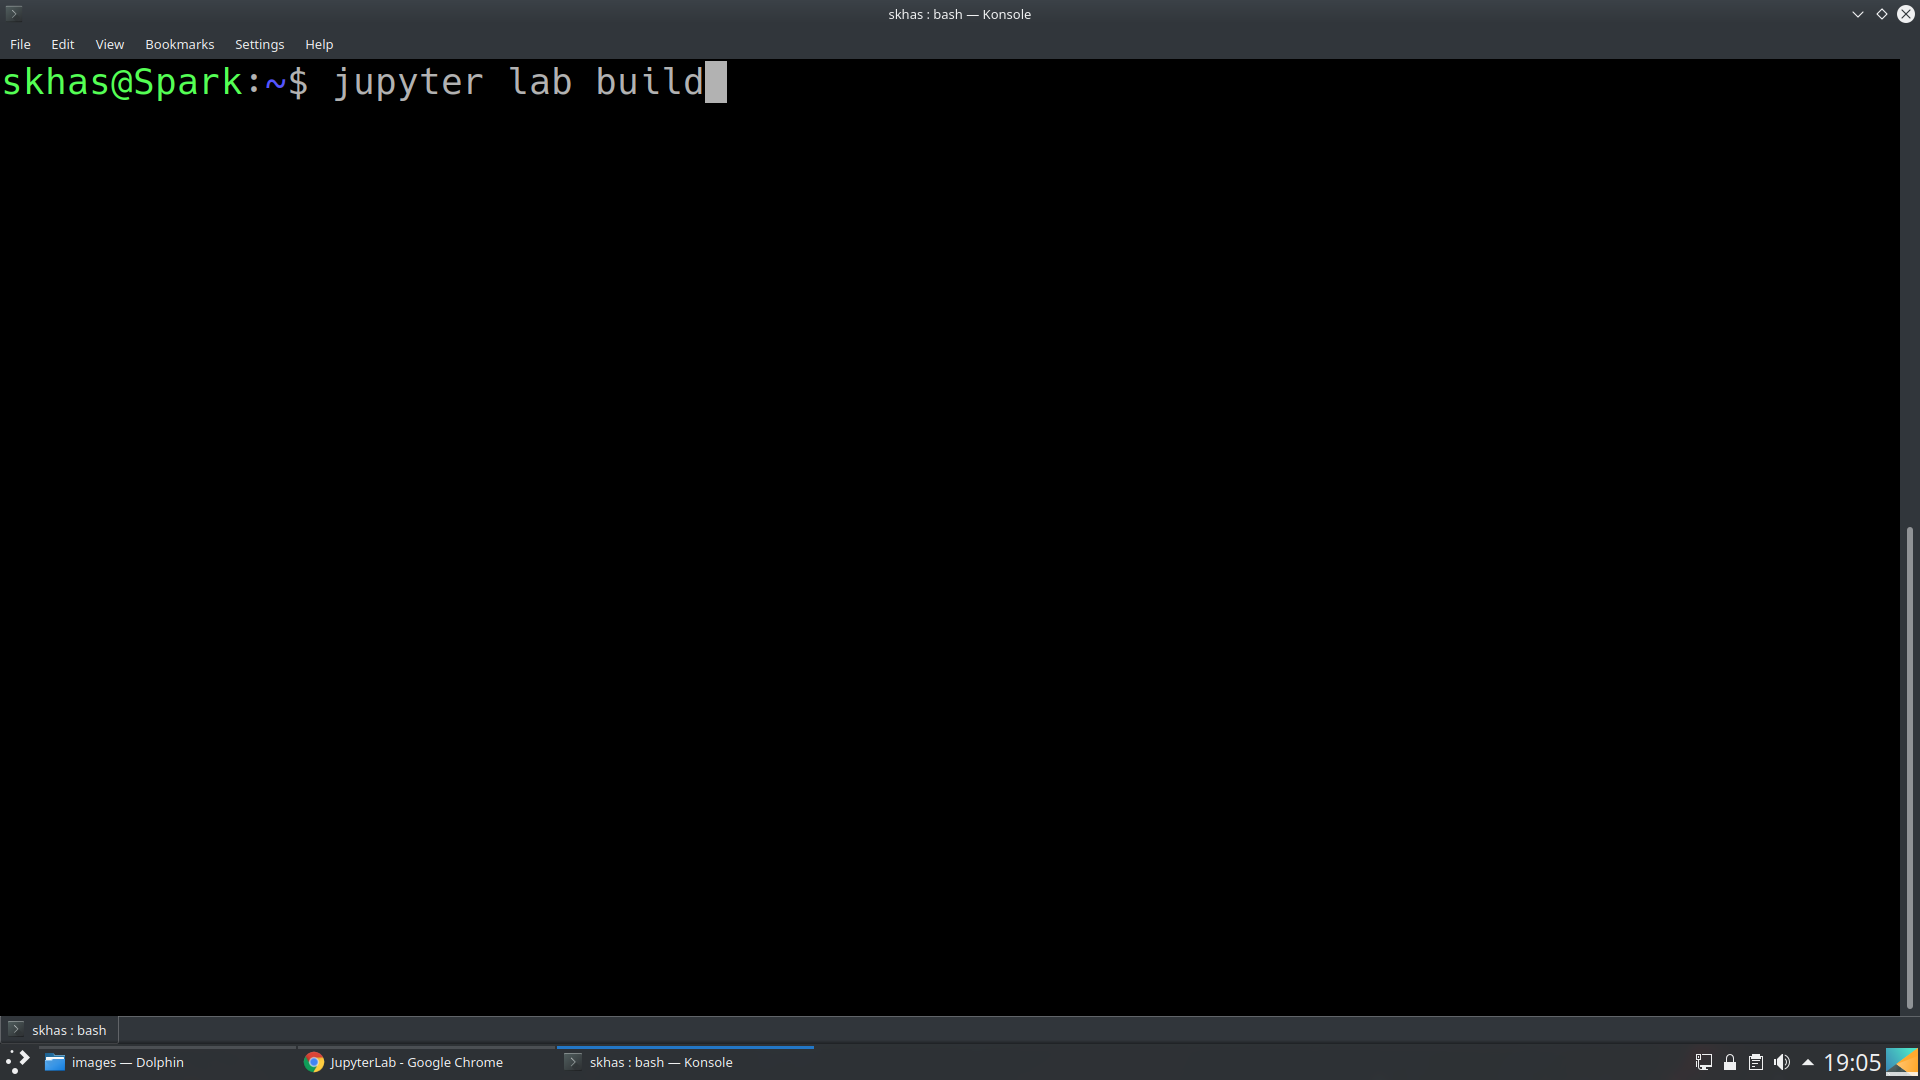 skhas : bash — Konsole
File Edit View Bookmarks Settings Help
skhas@Spark:~$ jupyter lab build
skhas : bash
images — Dolphin JupyterLab - Google Chrome skhas : bash — Konsole 19:05